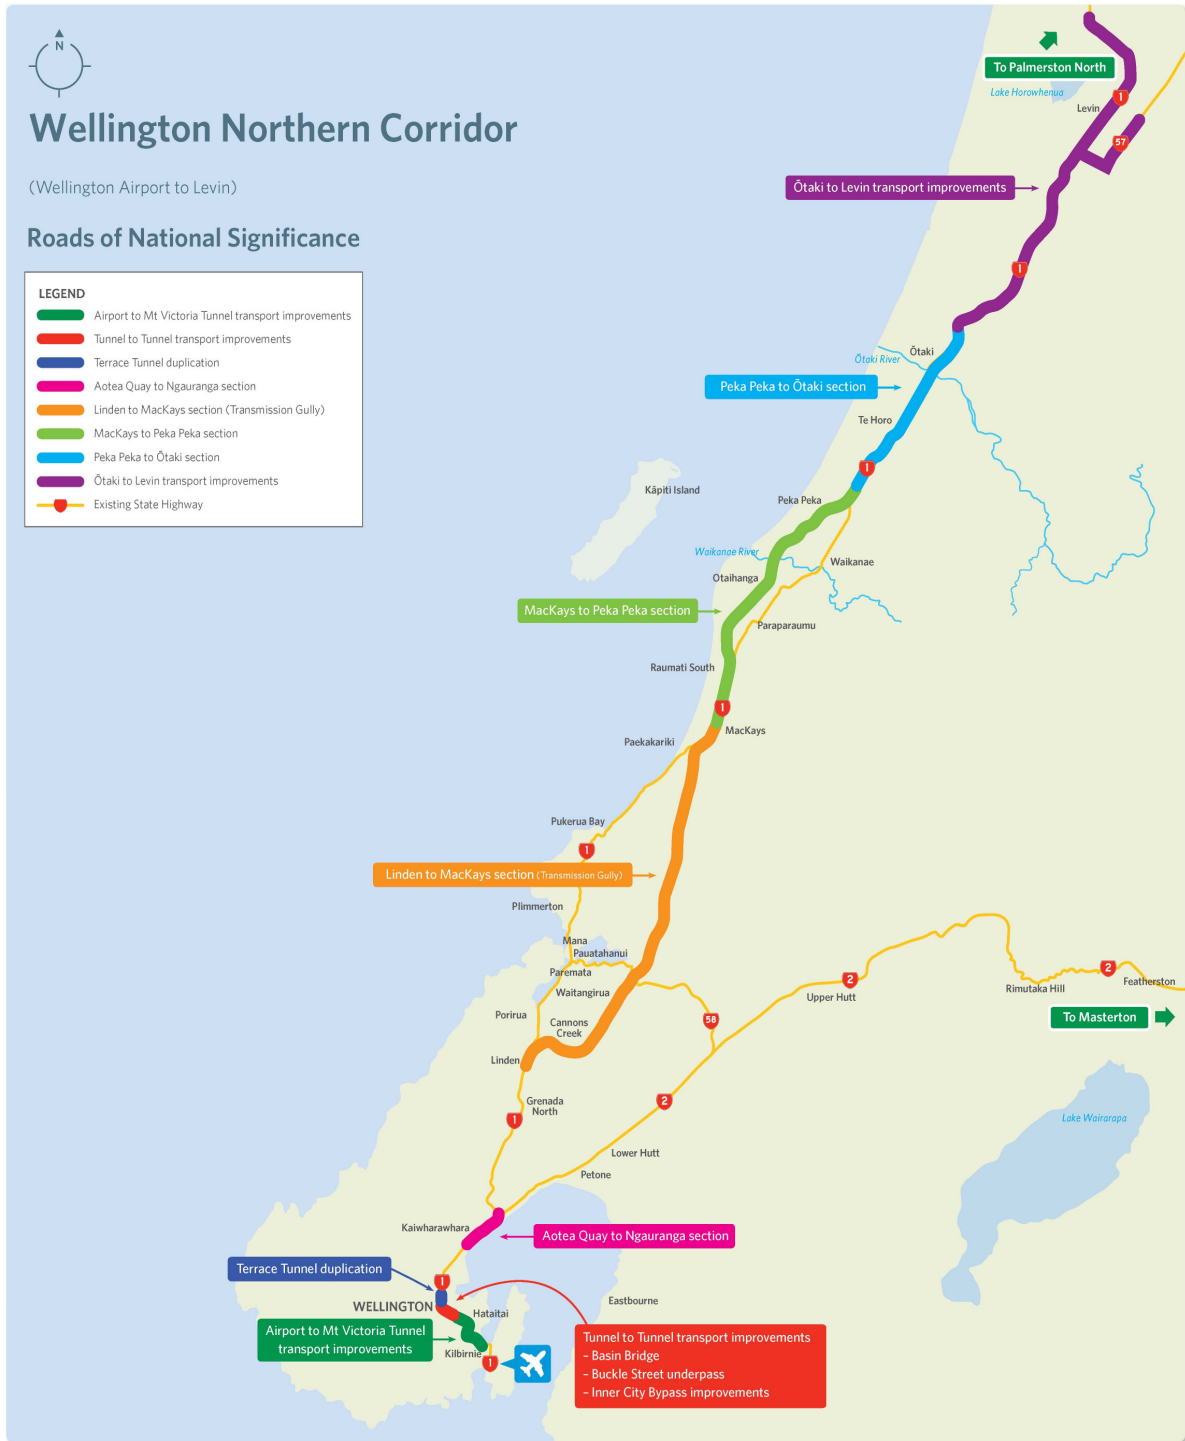 N
Wellington Northern Corridor
(Wellington Airport to Levin)
Roads of National Significance
LEGEND
Airport to Mt Victoria Tunnel transport improvements
Tunnel to Tunnel transport improvements
Terrace Tunnel duplication
Aotea Quay to Ngauranga section
Linden to MacKays section (Transmission Gully)
MacKays to Peka Peka section
Peka Peka to Ōtaki section
Ōtaki to Levin transport improvements
Existing State Highway
To Palmerston North
Lake Horowhenua
1
Levin
57
Ōtaki to Levin transport improvements
1
Ōtaki
Ōtaki River
Peka Peka to Ōtaki section
Te Horo
1
Kāpiti Island
Peka Peka
Waikanae River
Waikanae
Otaihanga
MacKays to Peka Peka section
Paraparaumu
Raumati South
1
MacKays
Paekakariki
Pukerua Bay
1
Linden to MacKays section (Transmission Gully)
Plimmerton
Mana
Pauatahanui
Paremata
Waitangirua
2
Featherston
2
Rimutaka Hill
Upper Hutt
To Masterton
Porirua
58
Cannons
Creek
Linden
Grenada
North
2
1
Lake Wairarapa
Lower Hutt
Petone
Kaiwharawhara
Aotea Quay to Ngauranga section
Terrace Tunnel duplication
1
WELLINGTON
Hataitai
Eastbourne
Airport to Mt Victoria Tunnel
transport improvements
Kilbirnie
1
Tunnel to Tunnel transport improvements
– Basin Bridge
– Buckle Street underpass
– Inner City Bypass improvements